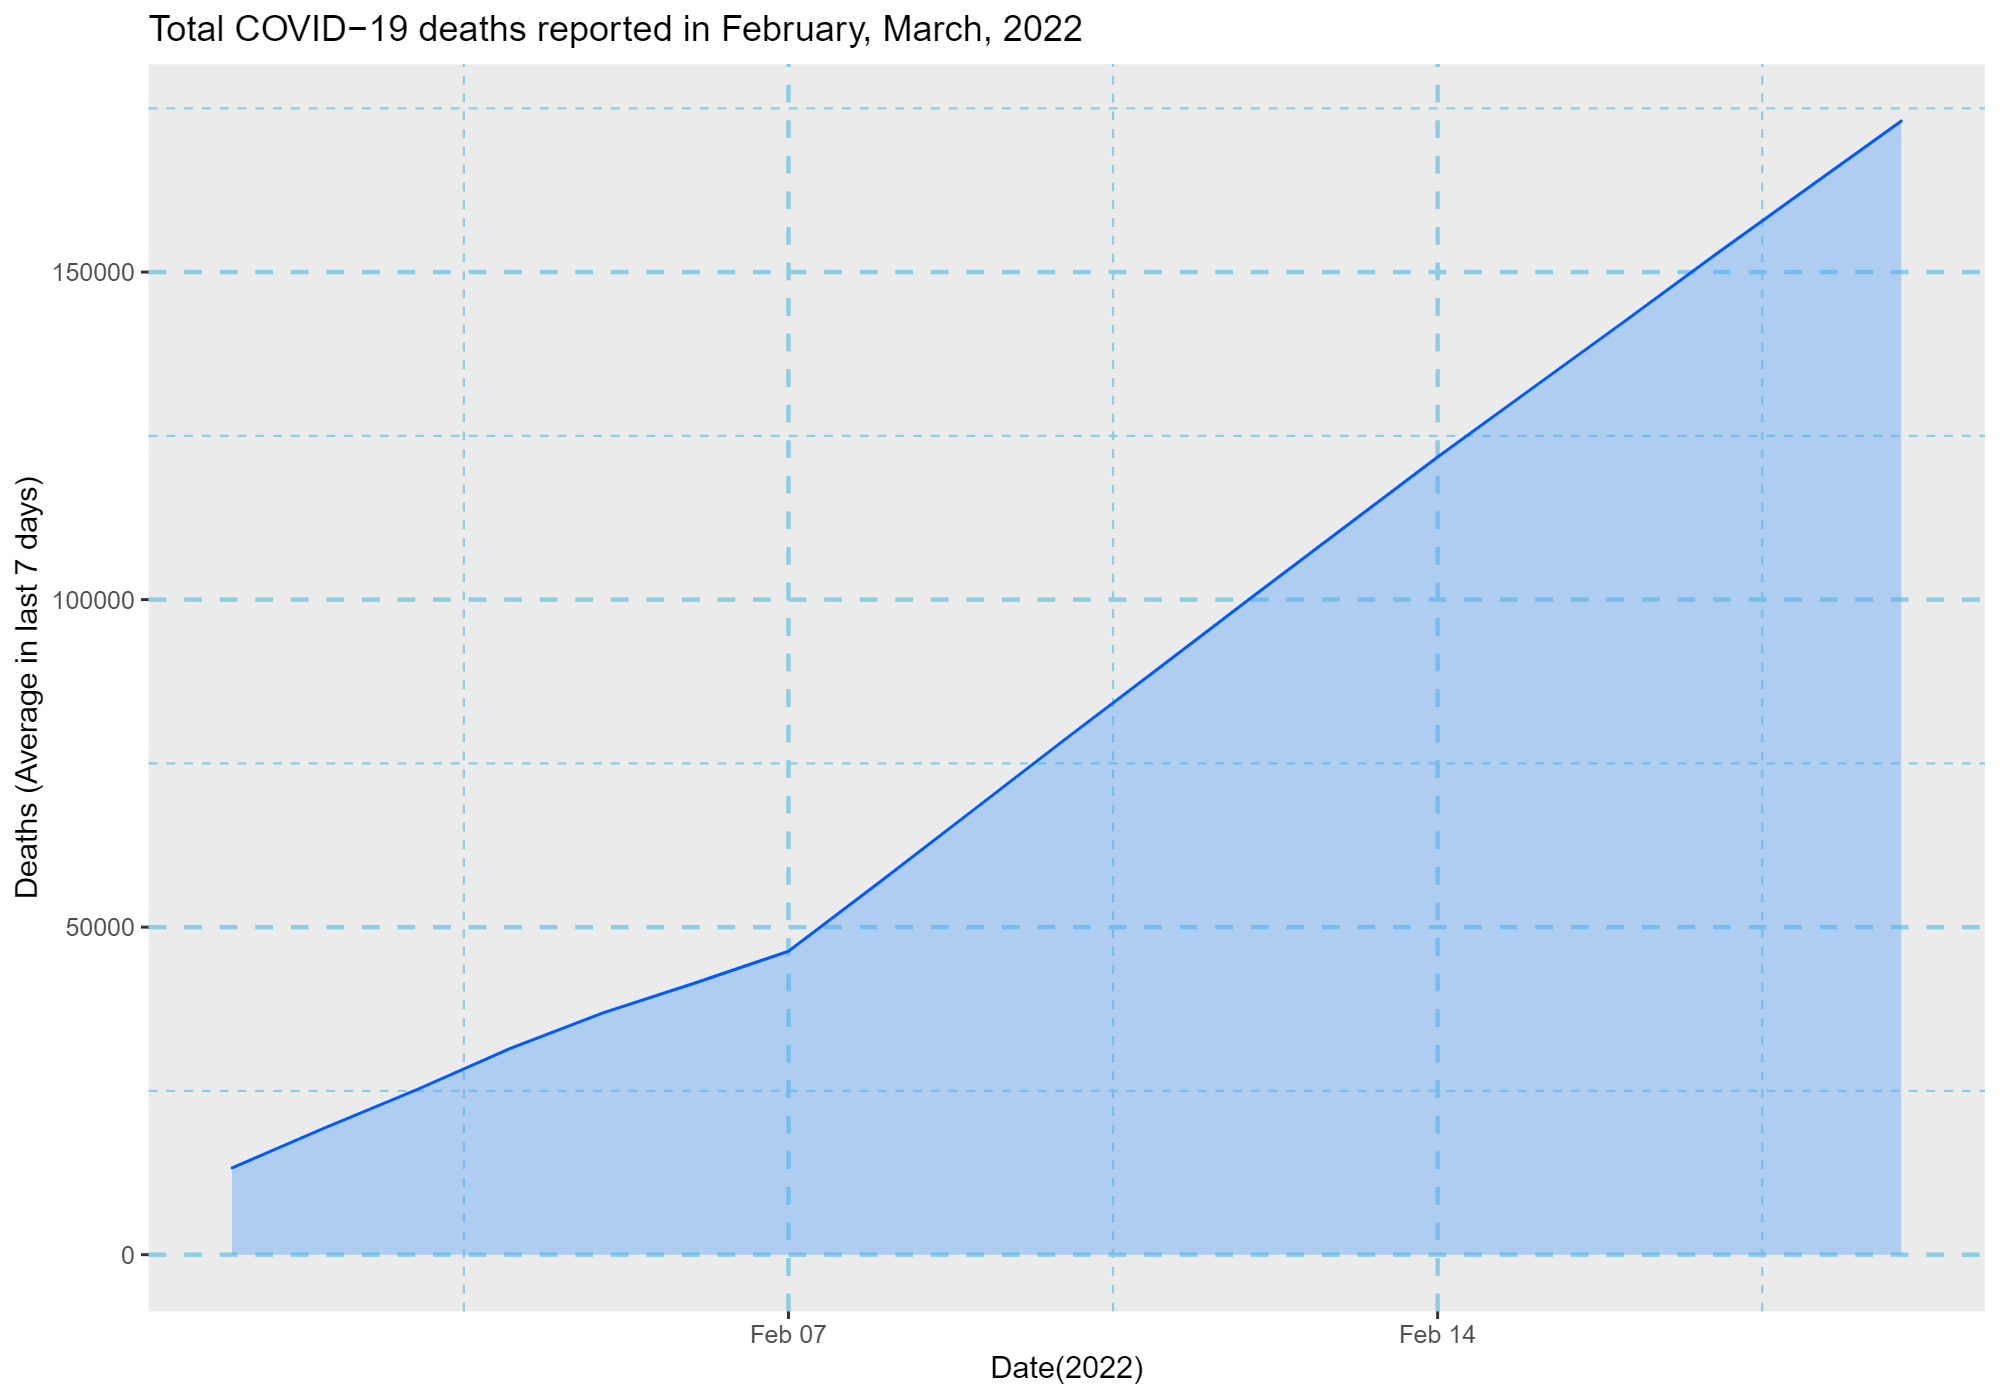 Total COVID−19 deaths reported in February, March, 2022
Deaths (Average in last 7 days)
150000
100000
50000
0
Feb 07
Feb 14
Date(2022)